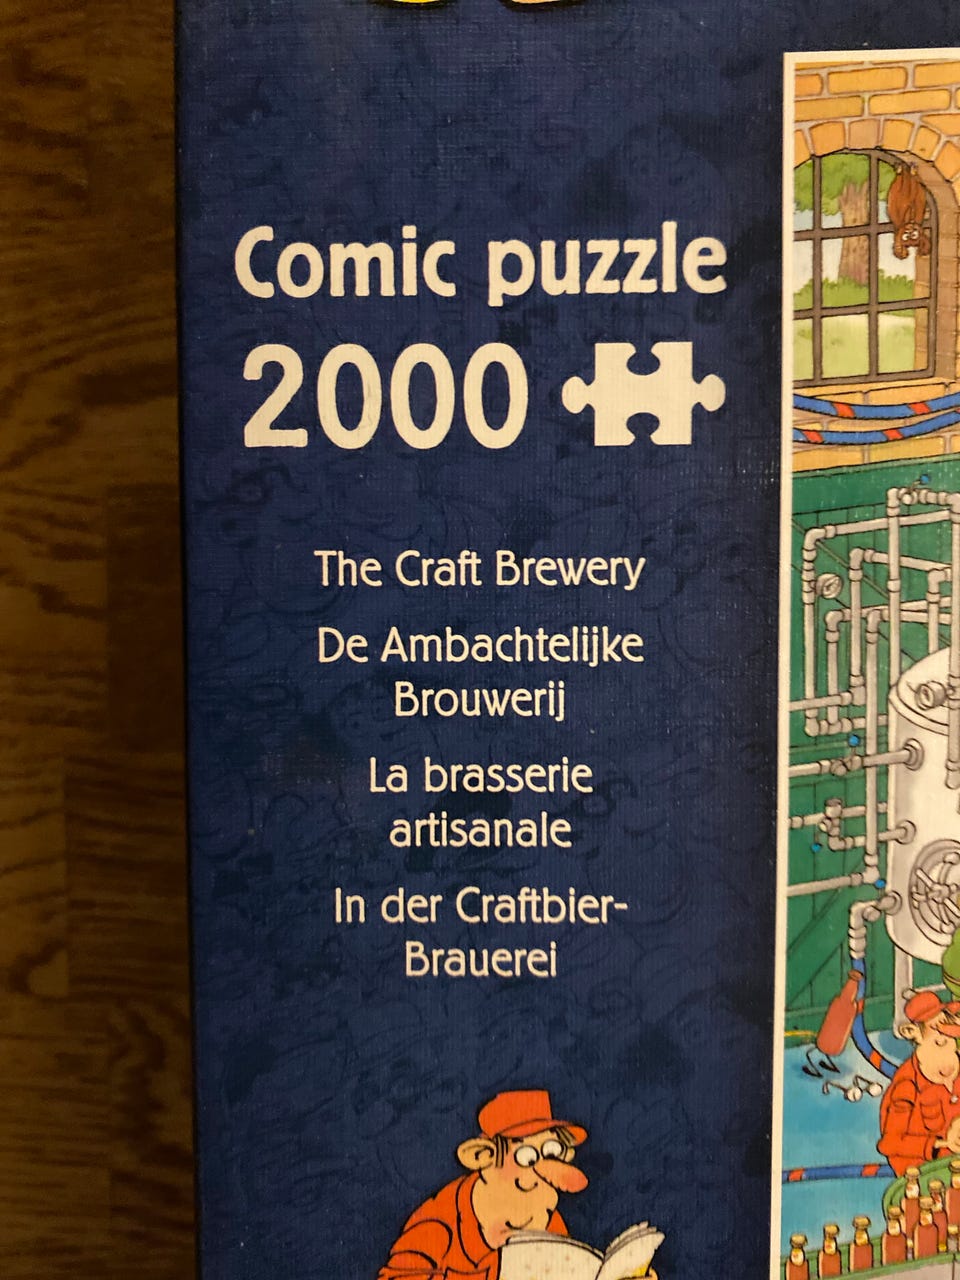 Comic puzzle
2000
The Craft Brewery
De Ambachtelijke
Brouwerij
La brasserie
artisanale
In der Craftbier-
Brauerei